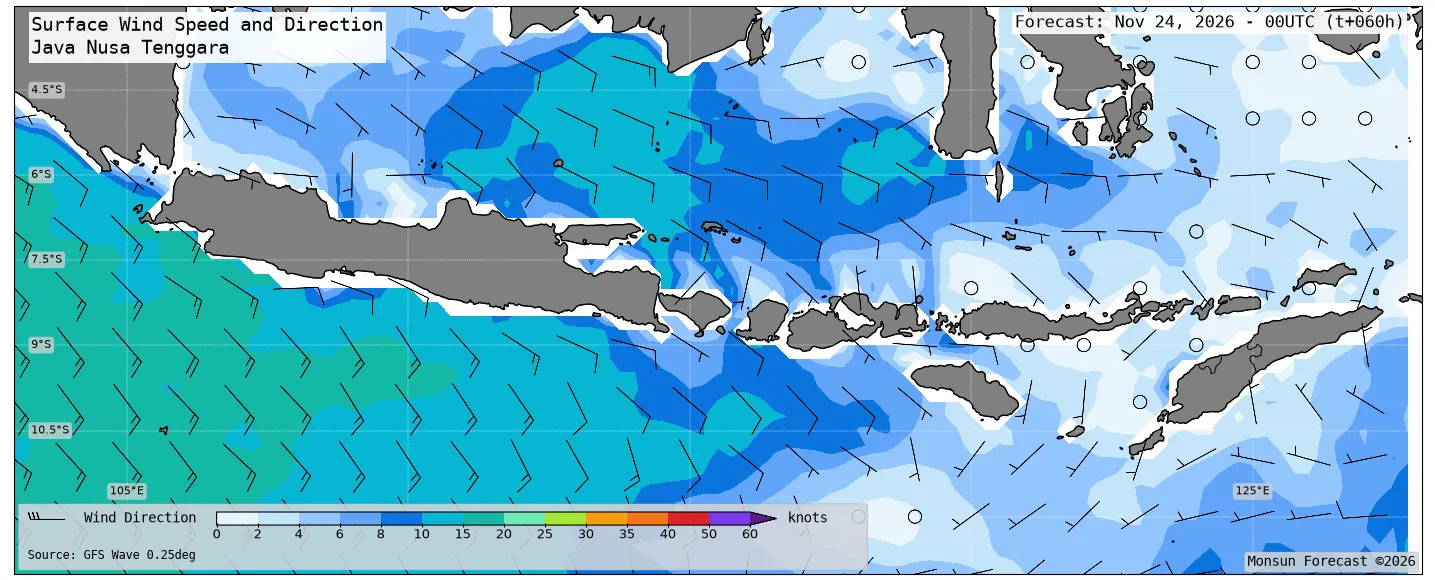 Surface Wind Speed and Direction
Java Nusa Tenggara
Forecast: Nov 24, 2026 - 00UTC (t+060h)
4.5°S
6°S
7.5°S
9°S
10.5°S
105°E
125°E
Wind Direction
0 2 4 6 8 10 15 20 25 30 35 40 50 60
knots
Source: GFS Wave 0.25deg
Monsun Forecast ©2026